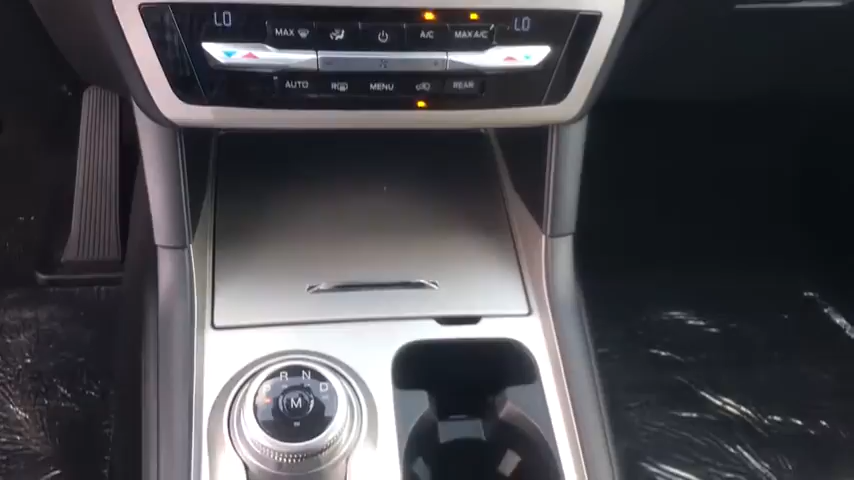 LO LO
MAX A/C MAX A/C
AUTO R MENU REAR
P R N D
M